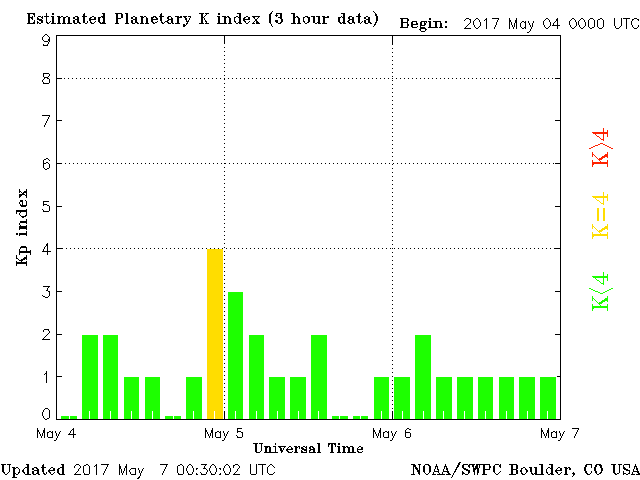 Estimated Planetary K index (3 hour data)
Begin: 2017 May 04 0000 UTC
9
8
7
6
5
4
3
2
1
0
Kp index
K>4
K=4
K<4
May 4
May 5
May 6
May 7
Universal Time
Updated 2017 May 7 00:30:02 UTC
NOAA/SWPC Boulder, CO USA